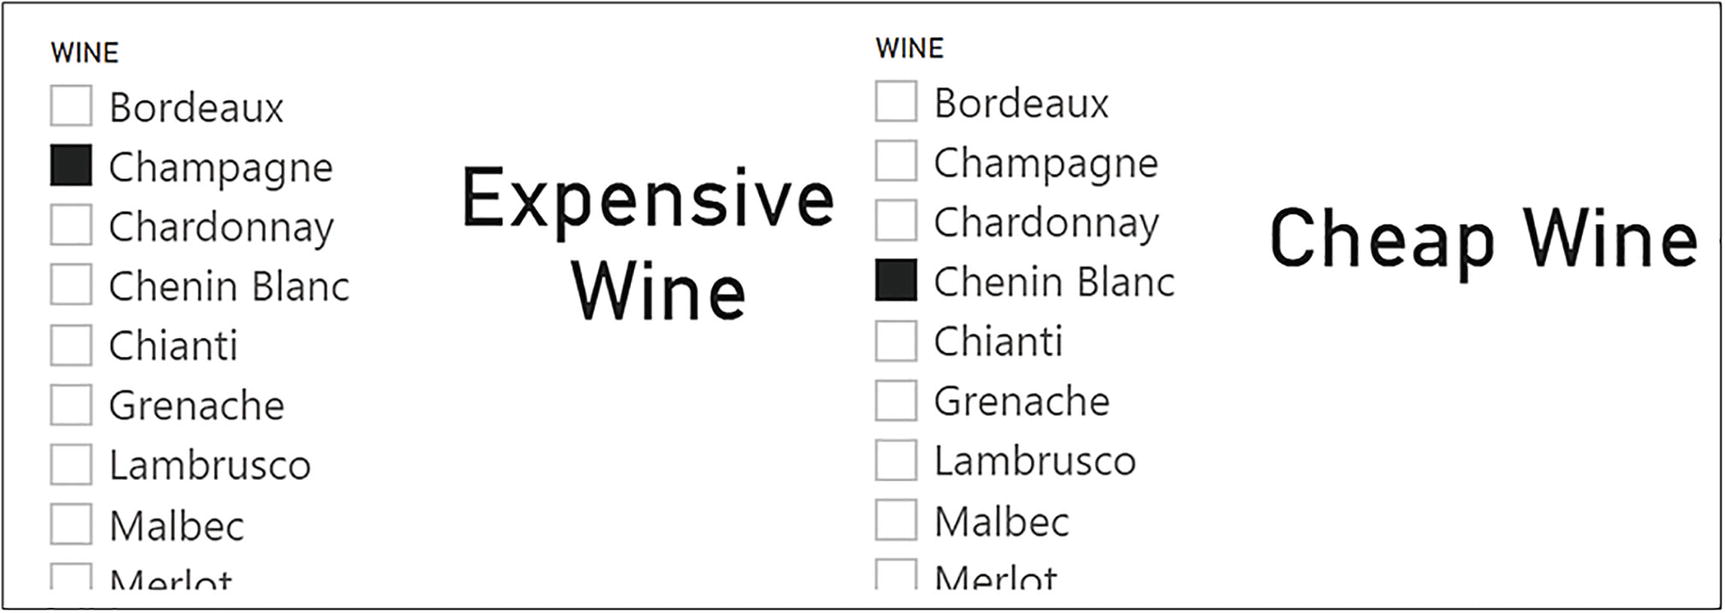 WINE
Bordeaux
Champagne
Chardonnay
Chenin Blanc
Chianti
Grenache
Lambrusco
Malbec
Merlot
Expensive
Wine
WINE
Bordeaux
Champagne
Chardonnay
Chenin Blanc
Chianti
Grenache
Lambrusco
Malbec
Merlot
Cheap Wine